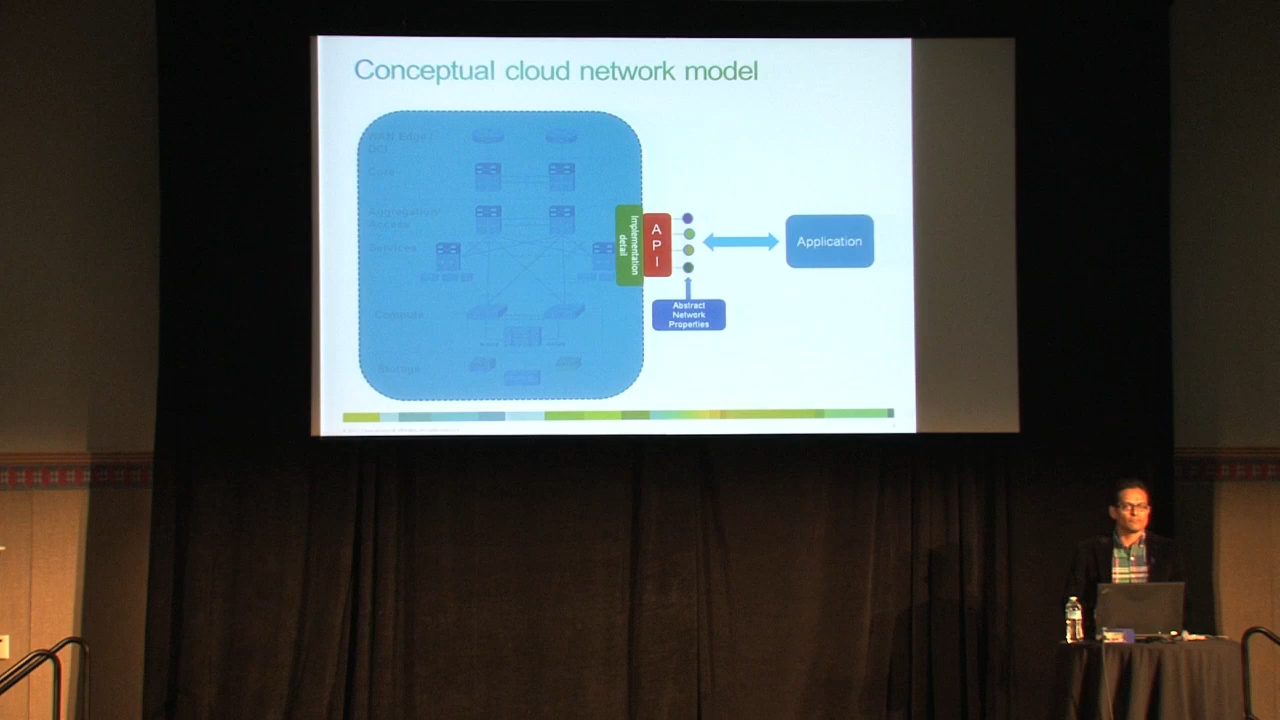 Conceptual cloud network model
WAN Edge /
DCI
Core
Aggregation/
Access
Services
Compute
Storage
Implementation
detail
API
Application
Abstract
Network
Properties